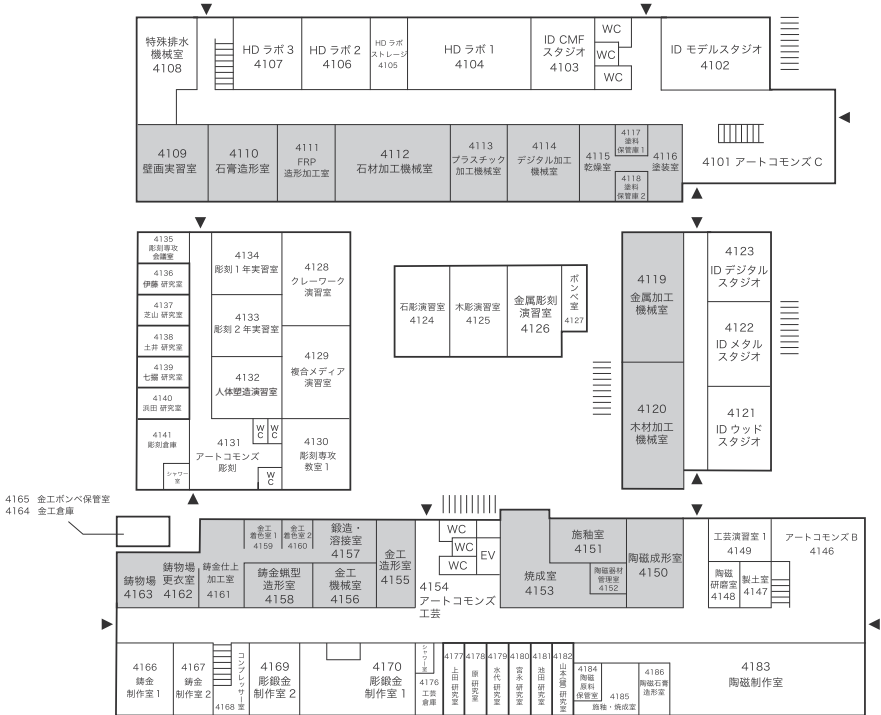 特殊排水
機械室
4108
HD ラボ 3
4107
HD ラボ 2
4106
HD ラボ
ストレージ
4105
HD ラボ 1
4104
ID CMF
スタジオ
4103
WC
WC
WC
ID モデルスタジオ
4102
4109
壁画実習室
4110
石膏造形室
4111
FRP
造形加工室
4112
石材加工機械室
4113
プラスチック
加工機械室
4114
デジタル加工
機械室
4115
乾燥室
4117
塗料
保管庫 1
4118
塗料
保管庫 2
4116
塗装室
4101 アートコモンズ C
4135
彫刻専攻
会議室
4136
伊藤 研究室
4137
芝山 研究室
4138
土井 研究室
4139
七搦 研究室
4140
浜田 研究室
4141
彫刻倉庫
シャワー
室
4134
彫刻 1 年実習室
4133
彫刻 2 年実習室
4132
人体塑造演習室
4131
アートコモンズ
彫刻
WC
WC
WC
4128
クレーワーク
演習室
4129
複合メディア
演習室
4130
彫刻専攻
教室 1
石彫演習室
4124
木彫演習室
4125
金属彫刻
演習室
4126
ボンベ室
4127
4119
金属加工
機械室
4120
木材加工
機械室
4123
ID デジタル
スタジオ
4122
ID メタル
スタジオ
4121
ID ウッド
スタジオ
4165 金工ボンベ保管室
4164 金工倉庫
鋳物場
4163
鋳物場
更衣室
4162
鋳金仕上
加工室
4161
金工
着色室 1
4159
金工
着色室 2
4160
鋳金蝋型
造形室
4158
鍛造・
溶接室
4157
金工
機械室
4156
金工
造形室
4155
4154
アートコモンズ
工芸
WC
WC
WC
EV
焼成室
4153
施釉室
4151
陶磁器材
管理室
4152
陶磁成形室
4150
工芸演習室 1
4149
陶磁
研磨室
4148
製土室
4147
アートコモンズ B
4146
4166
鋳金
制作室 1
4167
鋳金
制作室 2
コンプレッサー室
4168
4169
彫鍛金
制作室 2
4170
彫鍛金
制作室 1
シャワー室
4176
工芸
倉庫
4177
上田 研究室
4178
原 研究室
4179
水代 研究室
4180
宮永 研究室
4181
池田 研究室
4182
山本(健) 研究室
4184
陶磁
原料
保管室
4185
施釉・焼成室
4186
陶磁石膏
造形室
4183
陶磁制作室